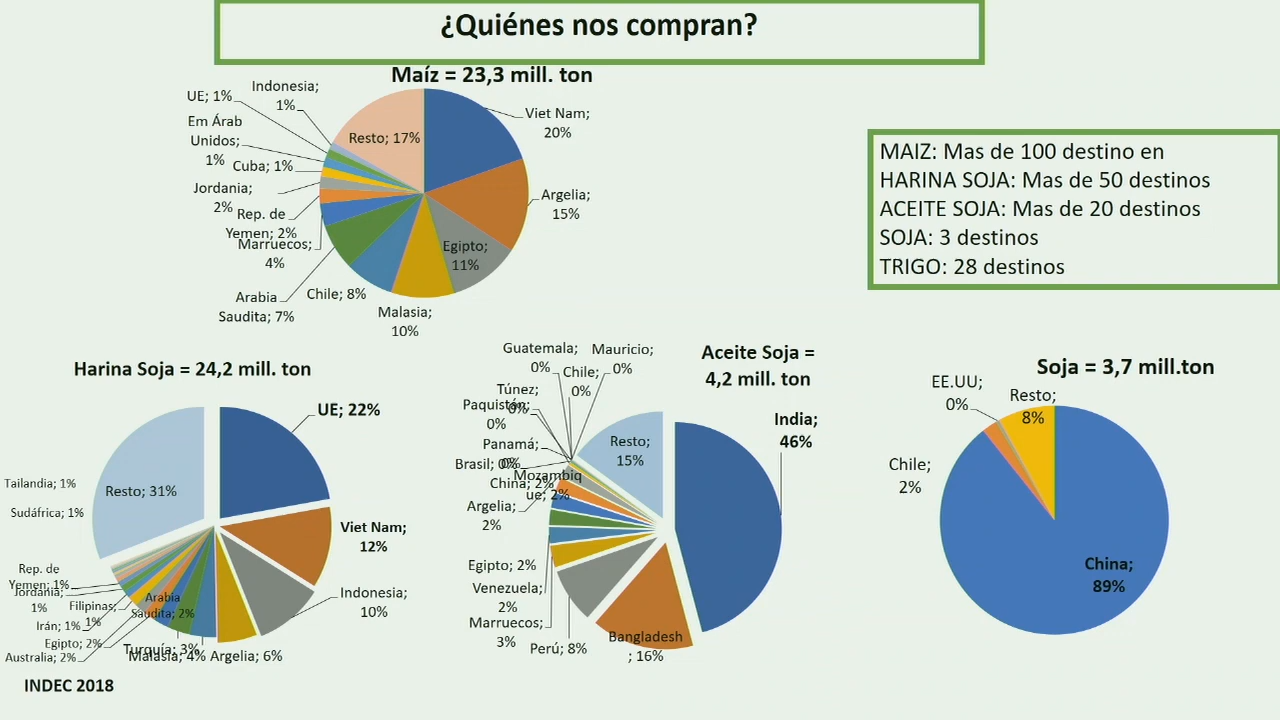 ¿Quiénes nos compran?
Maíz = 23,3 mill. ton
Indonesia;
1%
UE; 1%
Em Árab
Unidos;
1%
Cuba; 1%
Jordania;
2%
Rep. de
Yemen; 2%
Marruecos;
4%
Arabia
Saudita; 7%
Chile; 8%
Malasia;
10%
Egipto;
11%
Argelia;
15%
Viet Nam;
20%
Resto; 17%
MAIZ: Mas de 100 destino en
HARINA SOJA: Mas de 50 destinos
ACEITE SOJA: Mas de 20 destinos
SOJA: 3 destinos
TRIGO: 28 destinos
Harina Soja = 24,2 mill. ton
UE; 22%
Viet Nam;
12%
Indonesia;
10%
Argelia; 6%
Malasia; 4%
Turquía; 3%
Arabia
Saudita; 2%
Australia; 2%
Egipto; 2%
Irán; 1%
Filipinas;
1%
Jordania;
1%
Rep. de
Yemen; 1%
Sudáfrica; 1%
Tailandia; 1%
Resto; 31%
Aceite Soja =
4,2 mill. ton
India;
46%
Bangladesh
; 16%
Perú; 8%
Marruecos;
3%
Venezuela;
2%
Egipto; 2%
Argelia;
2%
China; 2%
Mozambiq
ue; 2%
Brasil; 0%
Panamá;
0%
Paquistán;
0%
Túnez;
0%
Guatemala;
0%
Chile;
0%
Mauricio;
0%
Resto;
15%
Soja = 3,7 mill.ton
EE.UU;
0%
Resto;
8%
Chile;
2%
China;
89%
INDEC 2018